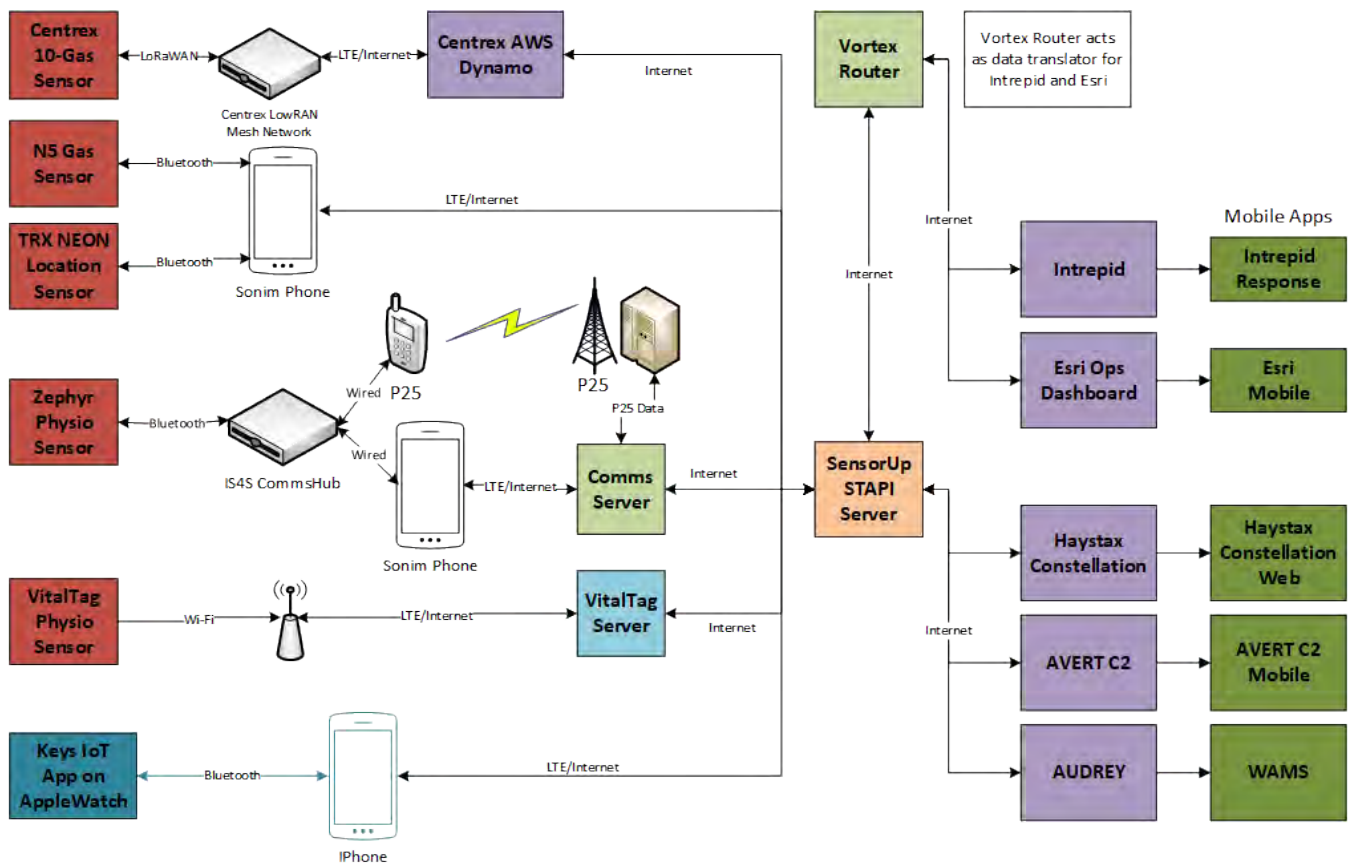 Centrex
10-Gas
Sensor
LoRaWAN
Centrex LowRAN
Mesh Network
LTE/Internet
Centrex AWS
Dynamo
Internet
Vortex
Router
Vortex Router acts
as data translator for
Intrepid and Esri
N5 Gas
Sensor
Bluetooth
LTE/Internet
TRX NEON
Location
Sensor
Bluetooth
Sonim Phone
Internet
Internet
Mobile Apps
Intrepid
Intrepid
Response
Esri Ops
Dashboard
Esri
Mobile
Zephyr
Physio
Sensor
Bluetooth
IS4S CommsHub
Wired
P25
Wired
Sonim Phone
P25
P25 Data
LTE/Internet
Comms
Server
Internet
SensorUp
STAPI
Server
Haystax
Constellation
Haystax
Constellation
Web
VitalTag
Physio
Sensor
Wi-Fi
LTE/Internet
VitalTag
Server
Internet
Internet
AVERT C2
AVERT C2
Mobile
AUDREY
WAMS
Keys IoT
App on
AppleWatch
Bluetooth
LTE/Internet
IPhone